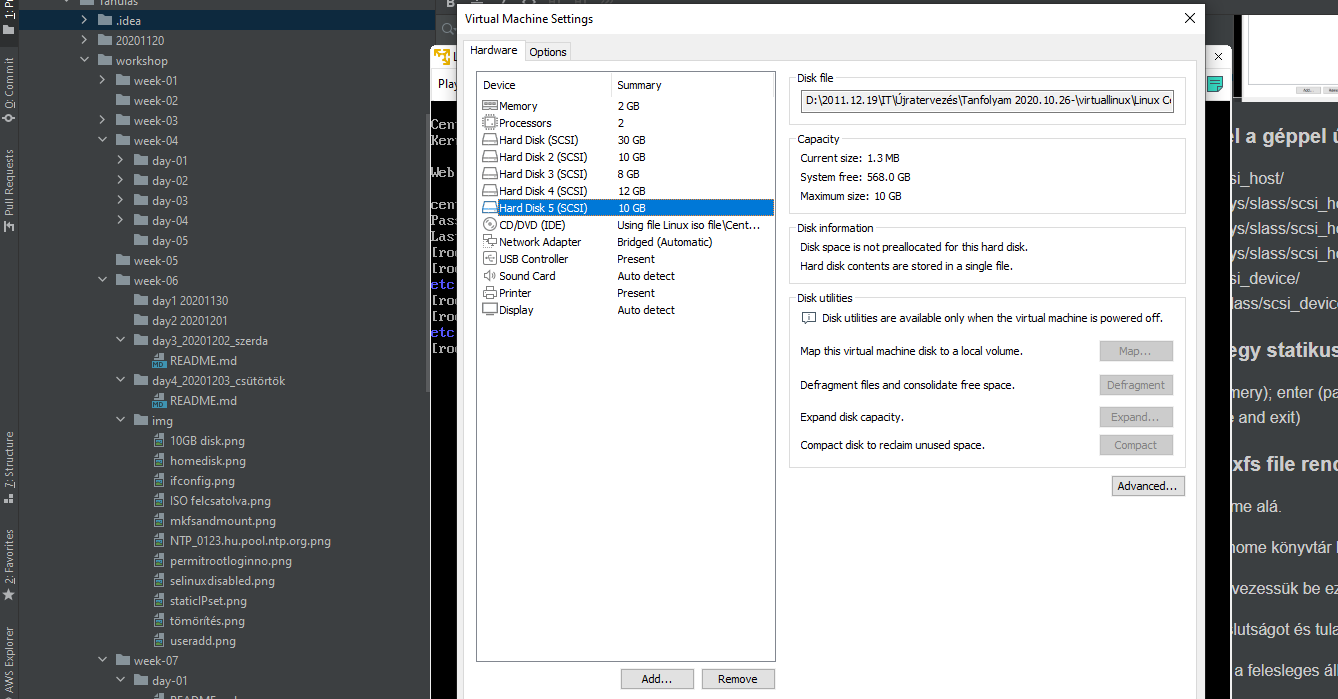 Tanulás
.idea
20201120
workshop
week-01
week-02
week-03
week-04
day-01
day-02
day-03
day-04
day-05
week-05
week-06
day1 20201130
day2 20201201
day3_20201202_szerda
README.md
day4_20201203_csütörtök
README.md
img
10GB disk.png
homedisk.png
ifconfig.png
ISO felcsatolva.png
mkfsandmount.png
NTP_0123.hu.pool.ntp.org.png
permitrootloginno.png
selinuxdisabled.png
staticIPset.png
tömörítés.png
useradd.png
week-07
day-01
README.md
0: Commit
Pull Requests
7: Structure
2: Favorites
AWS Explorer
Play
Cent
Kern
Web
cent
Pass
Last
[roo
[roo
etc
[roo
[roo
etc
[roo
Virtual Machine Settings
Hardware
Options
Device Summary
Memory 2 GB
Processors 2
Hard Disk (SCSI) 30 GB
Hard Disk 2 (SCSI) 10 GB
Hard Disk 3 (SCSI) 8 GB
Hard Disk 4 (SCSI) 12 GB
Hard Disk 5 (SCSI) 10 GB
CD/DVD (IDE) Using file Linux iso file\Cent...
Network Adapter Bridged (Automatic)
USB Controller Present
Sound Card Auto detect
Printer Present
Display Auto detect
Add...
Remove
Disk file
D:\2011.12.19\IT\Újratervezés\Tanfolyam 2020.10.26-\virtuallinux\Linux C
Capacity
Current size: 1.3 MB
System free: 568.0 GB
Maximum size: 10 GB
Disk information
Disk space is not preallocated for this hard disk.
Hard disk contents are stored in a single file.
Disk utilities
Disk utilities are available only when the virtual machine is powered off.
Map this virtual machine disk to a local volume. Map...
Defragment files and consolidate free space. Defragment
Expand disk capacity. Expand...
Compact disk to reclaim unused space. Compact
Advanced...
el a géppel ú
si_host/
ys/slass/scsi_ho
ys/slass/scsi_ho
ys/slass/scsi_ho
si_device/
lass/scsi_devic
egy statikus
nery); enter (pa
e and exit)
xfs file rend
me alá.
home könyvtár
vezessük be ez
slutságot és tula
a felesleges ál